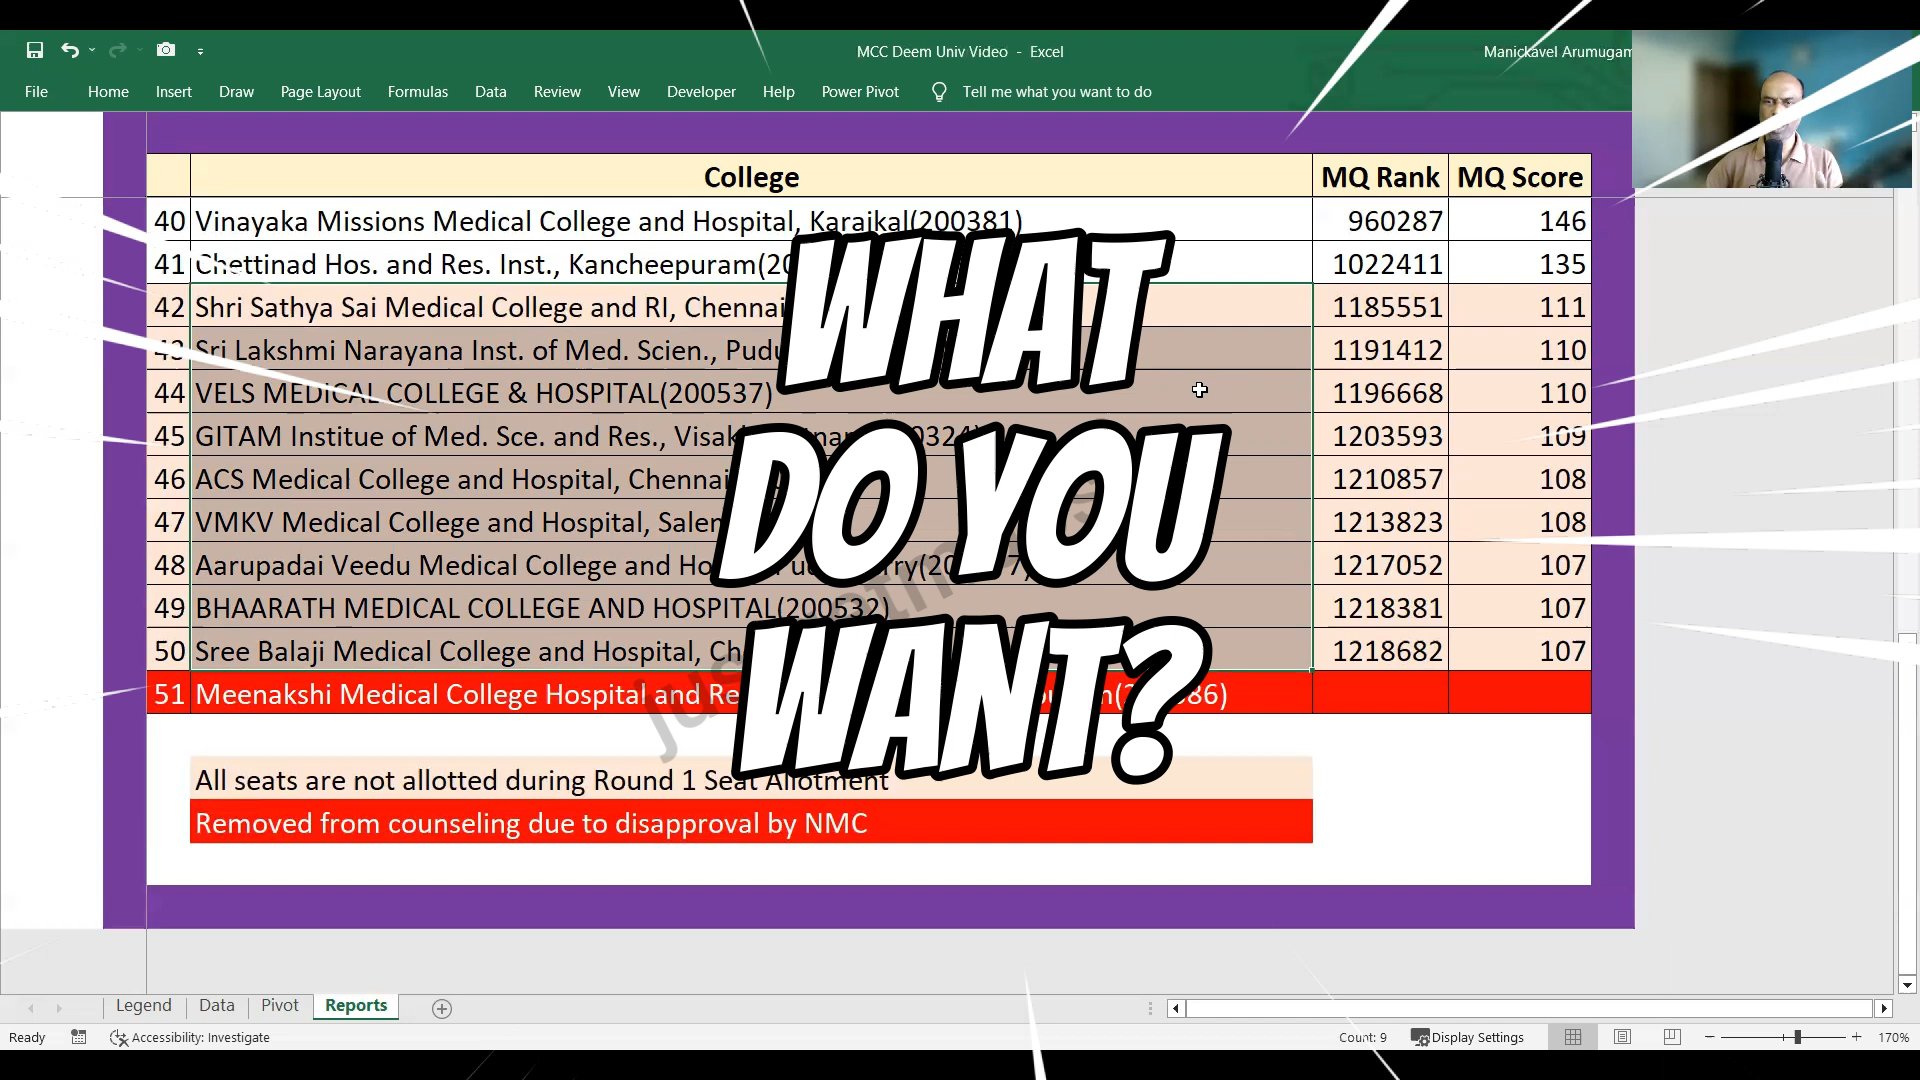 MCC Deem Univ Video - Excel
Manickavel Arumugam
File Home Insert Draw Page Layout Formulas Data Review View Developer Help Power Pivot Tell me what you want to do
College MQ Rank MQ Score
40 Vinayaka Missions Medical College and Hospital, Karaikal(200381) 960287 146
41 Chettinad Hos. and Res. Inst., Kancheepuram(20 1022411 135
42 Shri Sathya Sai Medical College and RI, Chennai 1185551 111
43 Sri Lakshmi Narayana Inst. of Med. Scien., Pudu 1191412 110
44 VELS MEDICAL COLLEGE & HOSPITAL(200537) 1196668 110
45 GITAM Institue of Med. Sce. and Res., 1203593 109
46 ACS Medical College and Hospital, Chennai 1210857 108
47 VMKV Medical College and Hospital, Salem 1213823 108
48 Aarupadai Veedu Medical College and 1217052 107
49 BHAARATH MEDICAL COLLEGE AND HOSPITAL(200532) 1218381 107
50 Sree Balaji Medical College and Hospital, Ch 1218682 107
51 Meenakshi Medical College Hospital and
WHAT
DO YOU
WANT?
All seats are not allotted during Round 1 Seat Allotment
Removed from counseling due to disapproval by NMC
Legend Data Pivot Reports
Ready Accessibility: Investigate Count: 9 Display Settings 170%